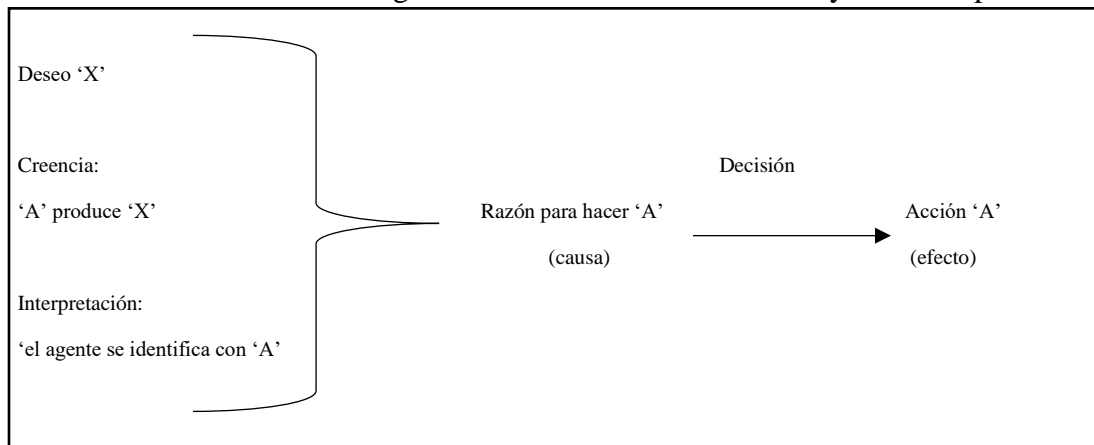 Deseo ‘X’
Creencia:
‘A’ produce ‘X’
Interpretación:
‘el agente se identifica con ‘A’
Razón para hacer ‘A’
(causa)
Decisión
Acción ‘A’
(efecto)